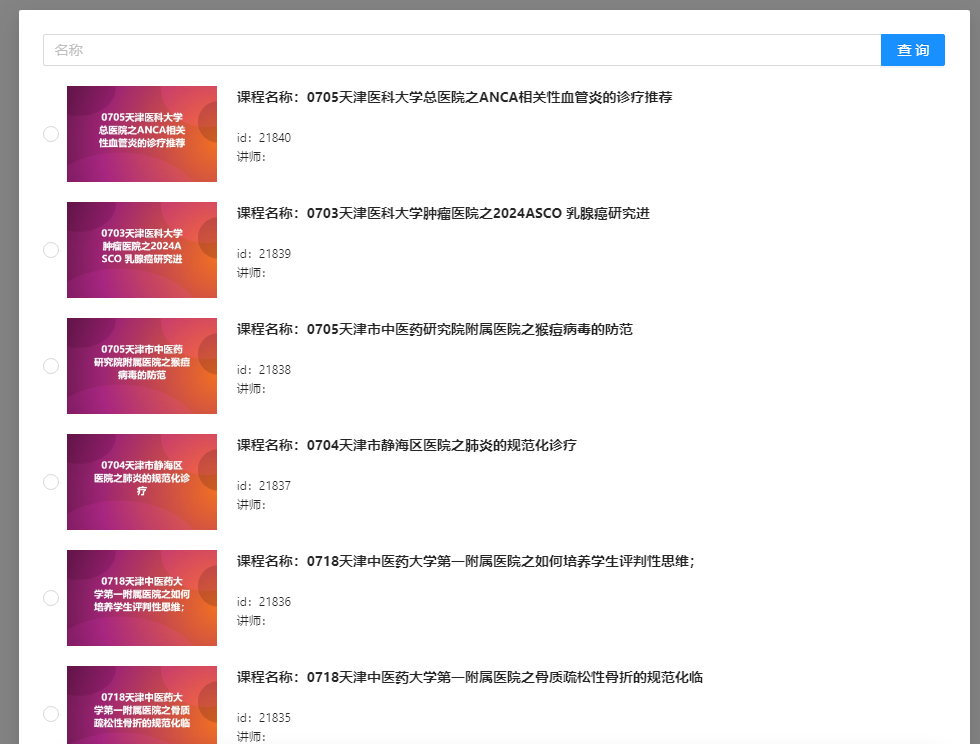 名称
查 询
0705天津医科大学
总医院之ANCA相关
性血管炎的诊疗推荐
课程名称：0705天津医科大学总医院之ANCA相关性血管炎的诊疗推荐
id：21840
讲师：
0703天津医科大学
肿瘤医院之2024A
SCO 乳腺癌研究进
课程名称：0703天津医科大学肿瘤医院之2024ASCO 乳腺癌研究进
id：21839
讲师：
0705天津市中医药
研究院附属医院之猴痘
病毒的防范
课程名称：0705天津市中医药研究院附属医院之猴痘病毒的防范
id：21838
讲师：
0704天津市静海区
医院之肺炎的规范化诊
疗
课程名称：0704天津市静海区医院之肺炎的规范化诊疗
id：21837
讲师：
0718天津中医药大
学第一附属医院之如何
培养学生评判性思维；
课程名称：0718天津中医药大学第一附属医院之如何培养学生评判性思维；
id：21836
讲师：
0718天津中医药大
学第一附属医院之骨质
疏松性骨折的规范化临
课程名称：0718天津中医药大学第一附属医院之骨质疏松性骨折的规范化临
id：21835
讲师：